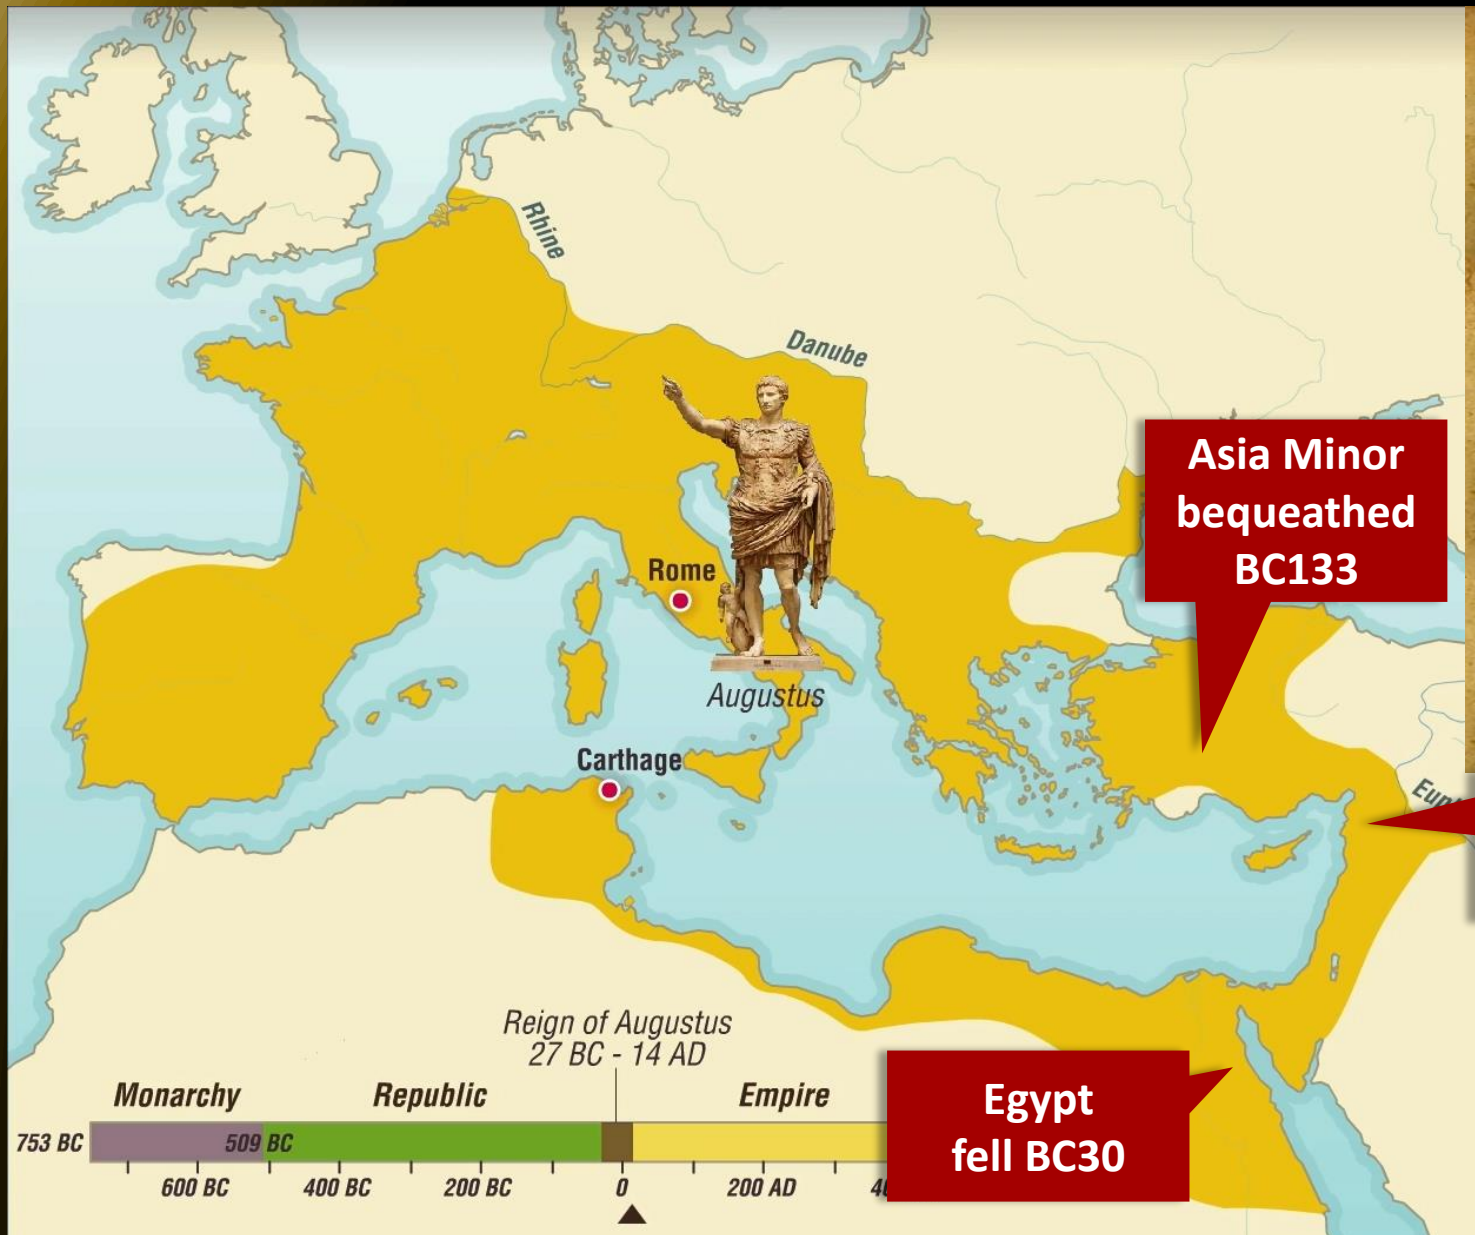 Rhine
Danube
Asia Minor
bequeathed
BC133
Rome
Augustus
Carthage
Reign of Augustus
27 BC - 14 AD
Monarchy
Republic
Empire
753 BC
509 BC
600 BC
400 BC
200 BC
0
200 AD
Egypt
fell BC30